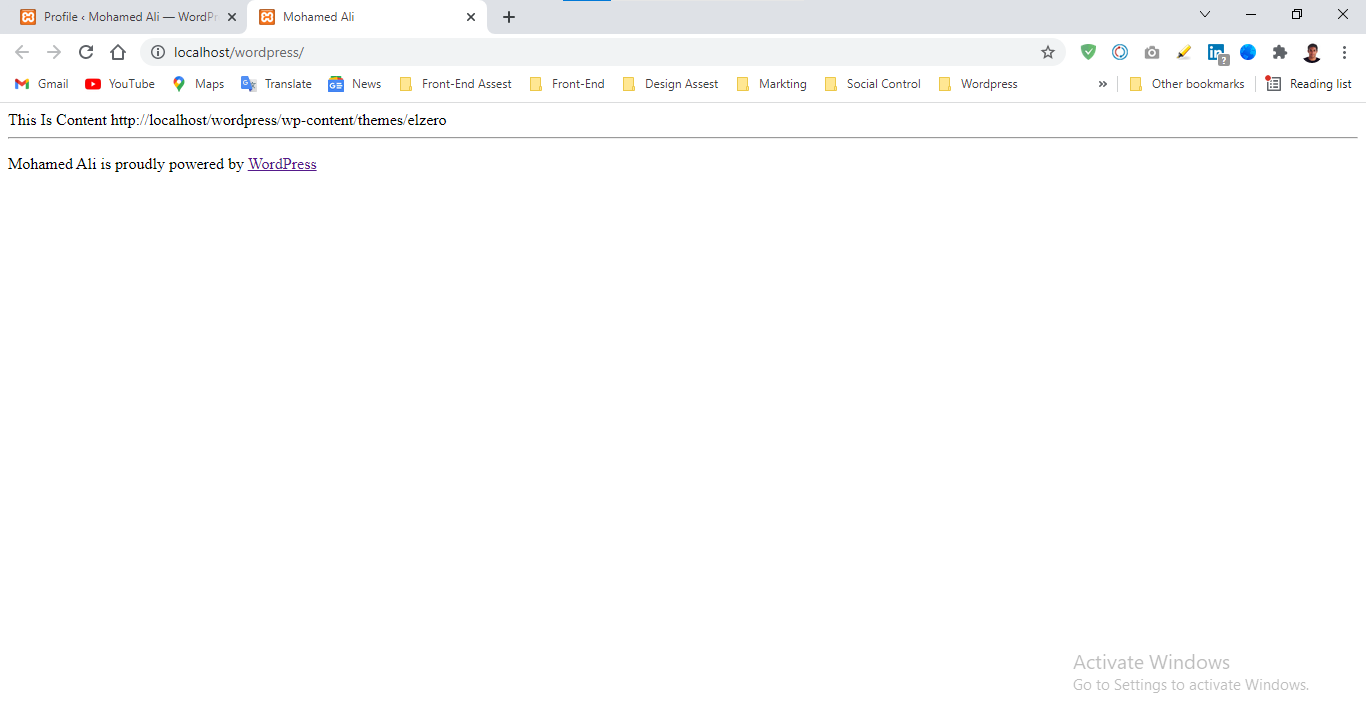 Profile ‹ Mohamed Ali — WordPr
Mohamed Ali
localhost/wordpress/
Gmail YouTube Maps Translate News Front-End Assest Front-End Design Assest Markting Social Control Wordpress » Other bookmarks Reading list
This Is Content http://localhost/wordpress/wp-content/themes/elzero
Mohamed Ali is proudly powered by WordPress
Activate Windows
Go to Settings to activate Windows.